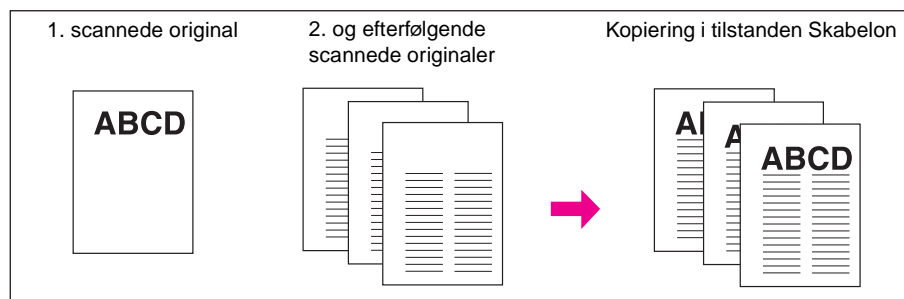 1. scannede original
2. og efterfølgende
scannede originaler
Kopiering i tilstanden Skabelon
ABCD
A
A
ABCD